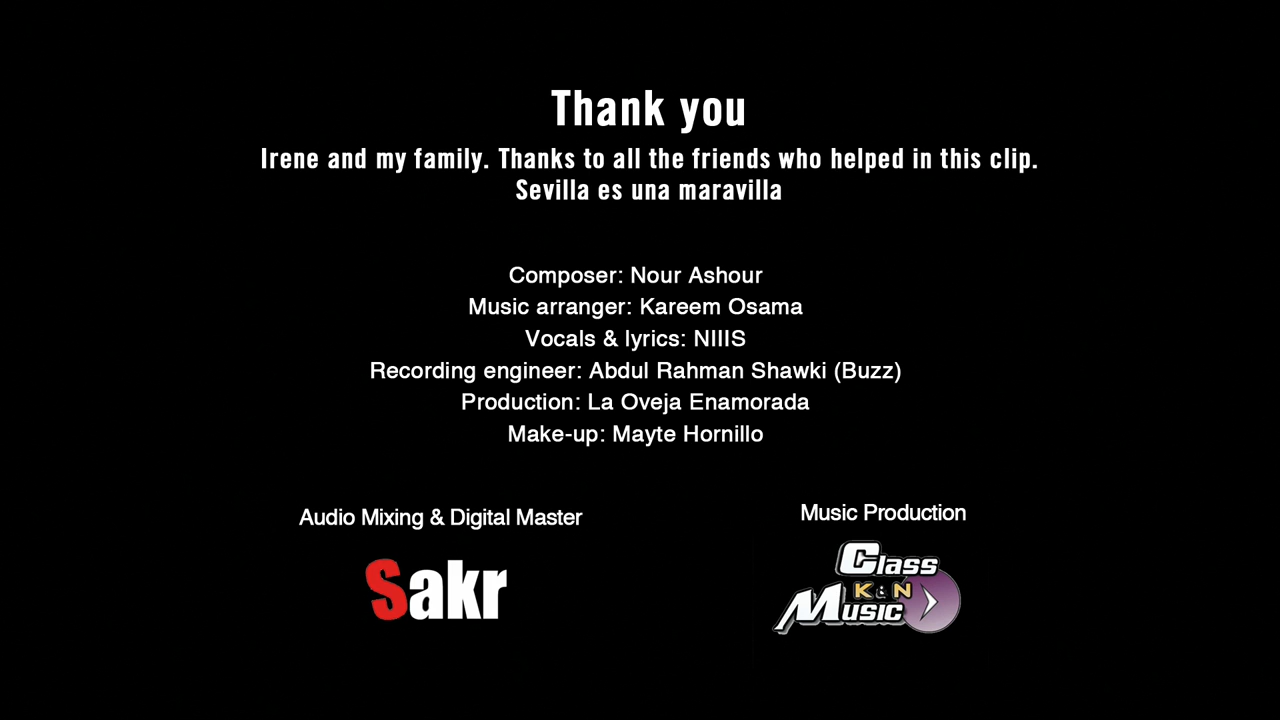 Thank you
Irene and my family. Thanks to all the friends who helped in this clip.
Sevilla es una maravilla
Composer: Nour Ashour
Music arranger: Kareem Osama
Vocals & lyrics: NIIIS
Recording engineer: Abdul Rahman Shawki (Buzz)
Production: La Oveja Enamorada
Make-up: Mayte Hornillo
Audio Mixing & Digital Master
Sakr
Music Production
Class
K & N
Music